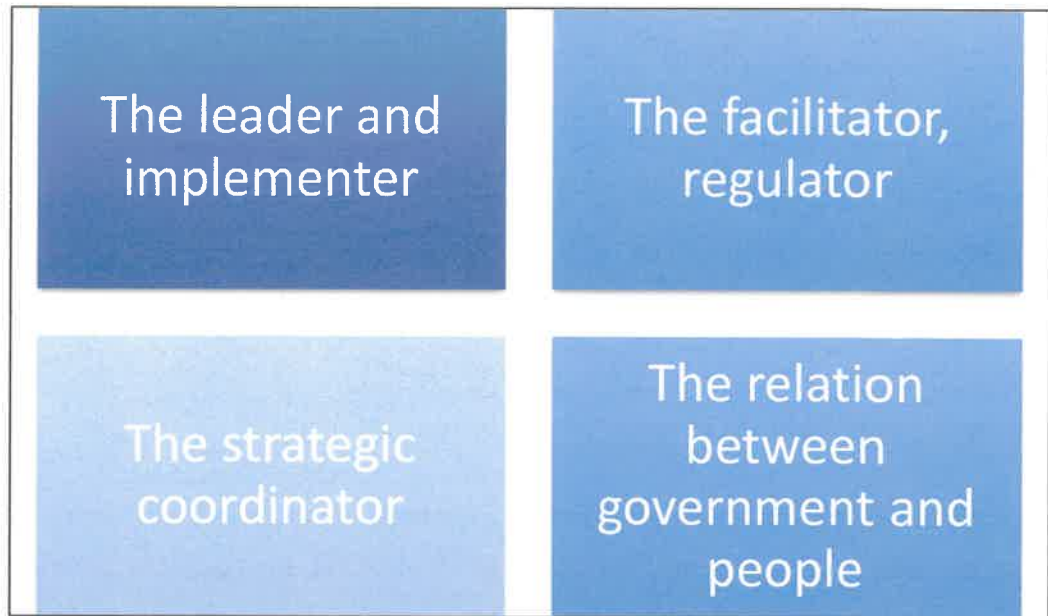 The leader and
implementer
The facilitator,
regulator
The strategic
coordinator
The relation
between
government and
people